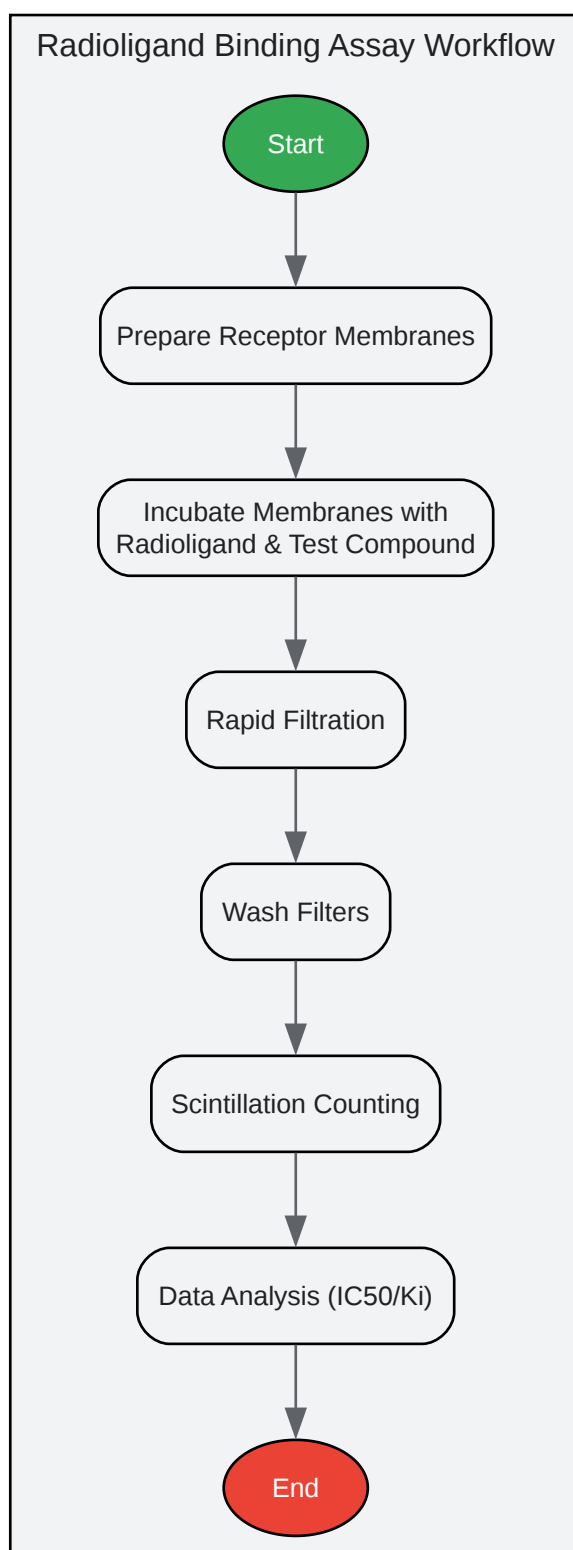 Radioligand Binding Assay Workflow
Start
Prepare Receptor Membranes
Incubate Membranes with
Radioligand & Test Compound
Rapid Filtration
Wash Filters
Scintillation Counting
Data Analysis (IC50/Ki)
End